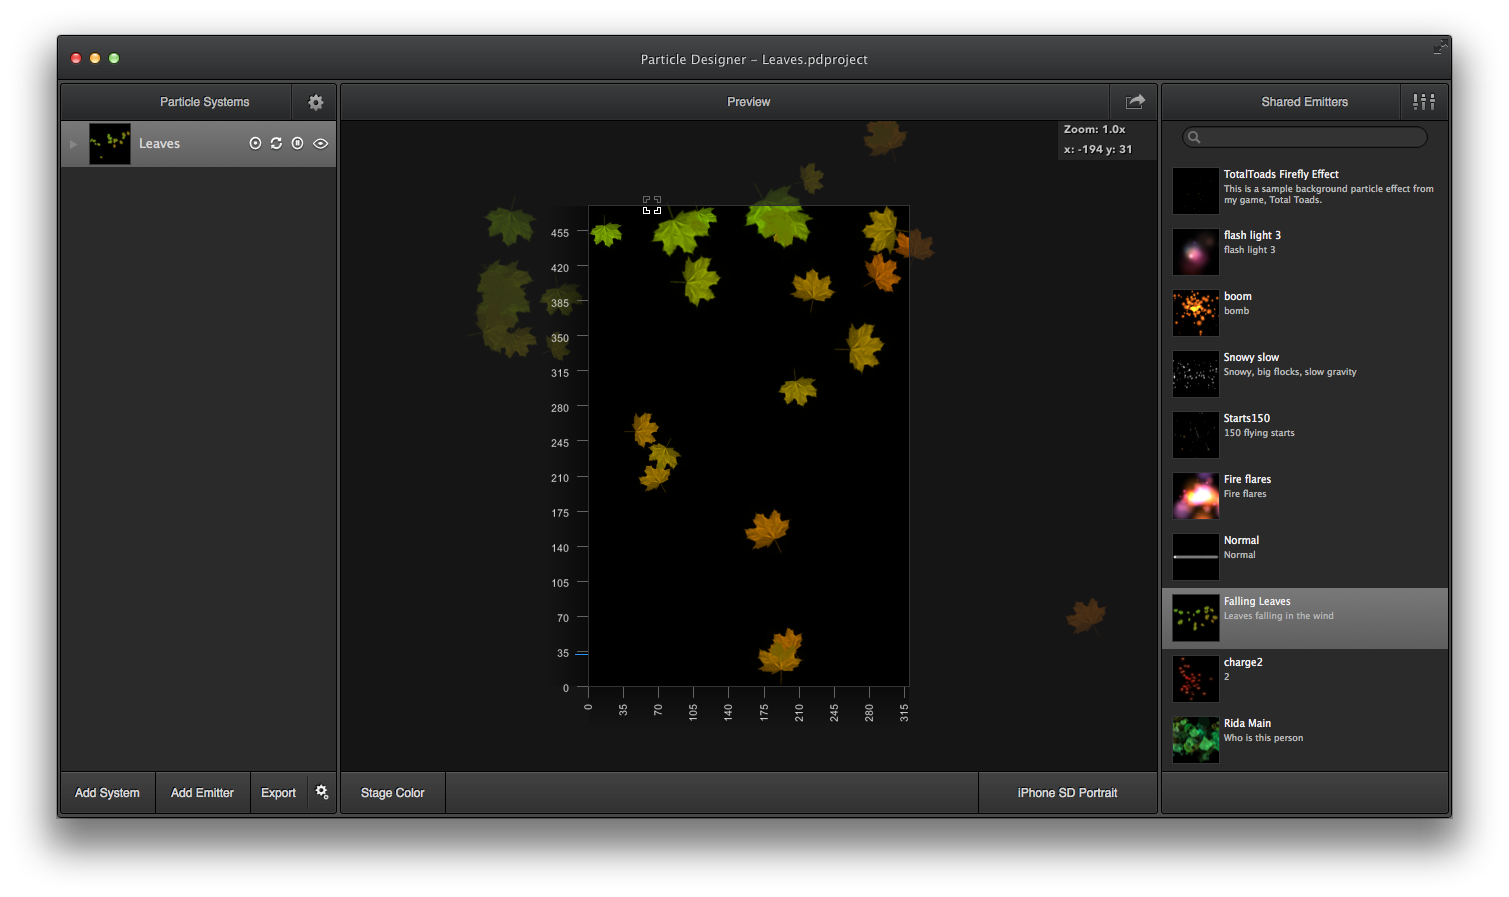 Particle Designer – Leaves.pdproject
Particle Systems
Preview
Shared Emitters
Leaves
Zoom: 1.0x
x: -194 y: 31
455
420
385
350
315
280
245
210
175
140
105
70
35
0
0
35
70
105
140
175
210
245
280
315
TotalToads Firefly Effect
This is a sample background particle effect from
my game, Total Toads.
flash light 3
flash light 3
boom
bomb
Snowy slow
Snowy, big flocks, slow gravity
Starts150
150 flying starts
Fire flares
Fire flares
Normal
Normal
Falling Leaves
Leaves falling in the wind
charge2
2
Rida Main
Who is this person
Add System
Add Emitter
Export
Stage Color
iPhone SD Portrait